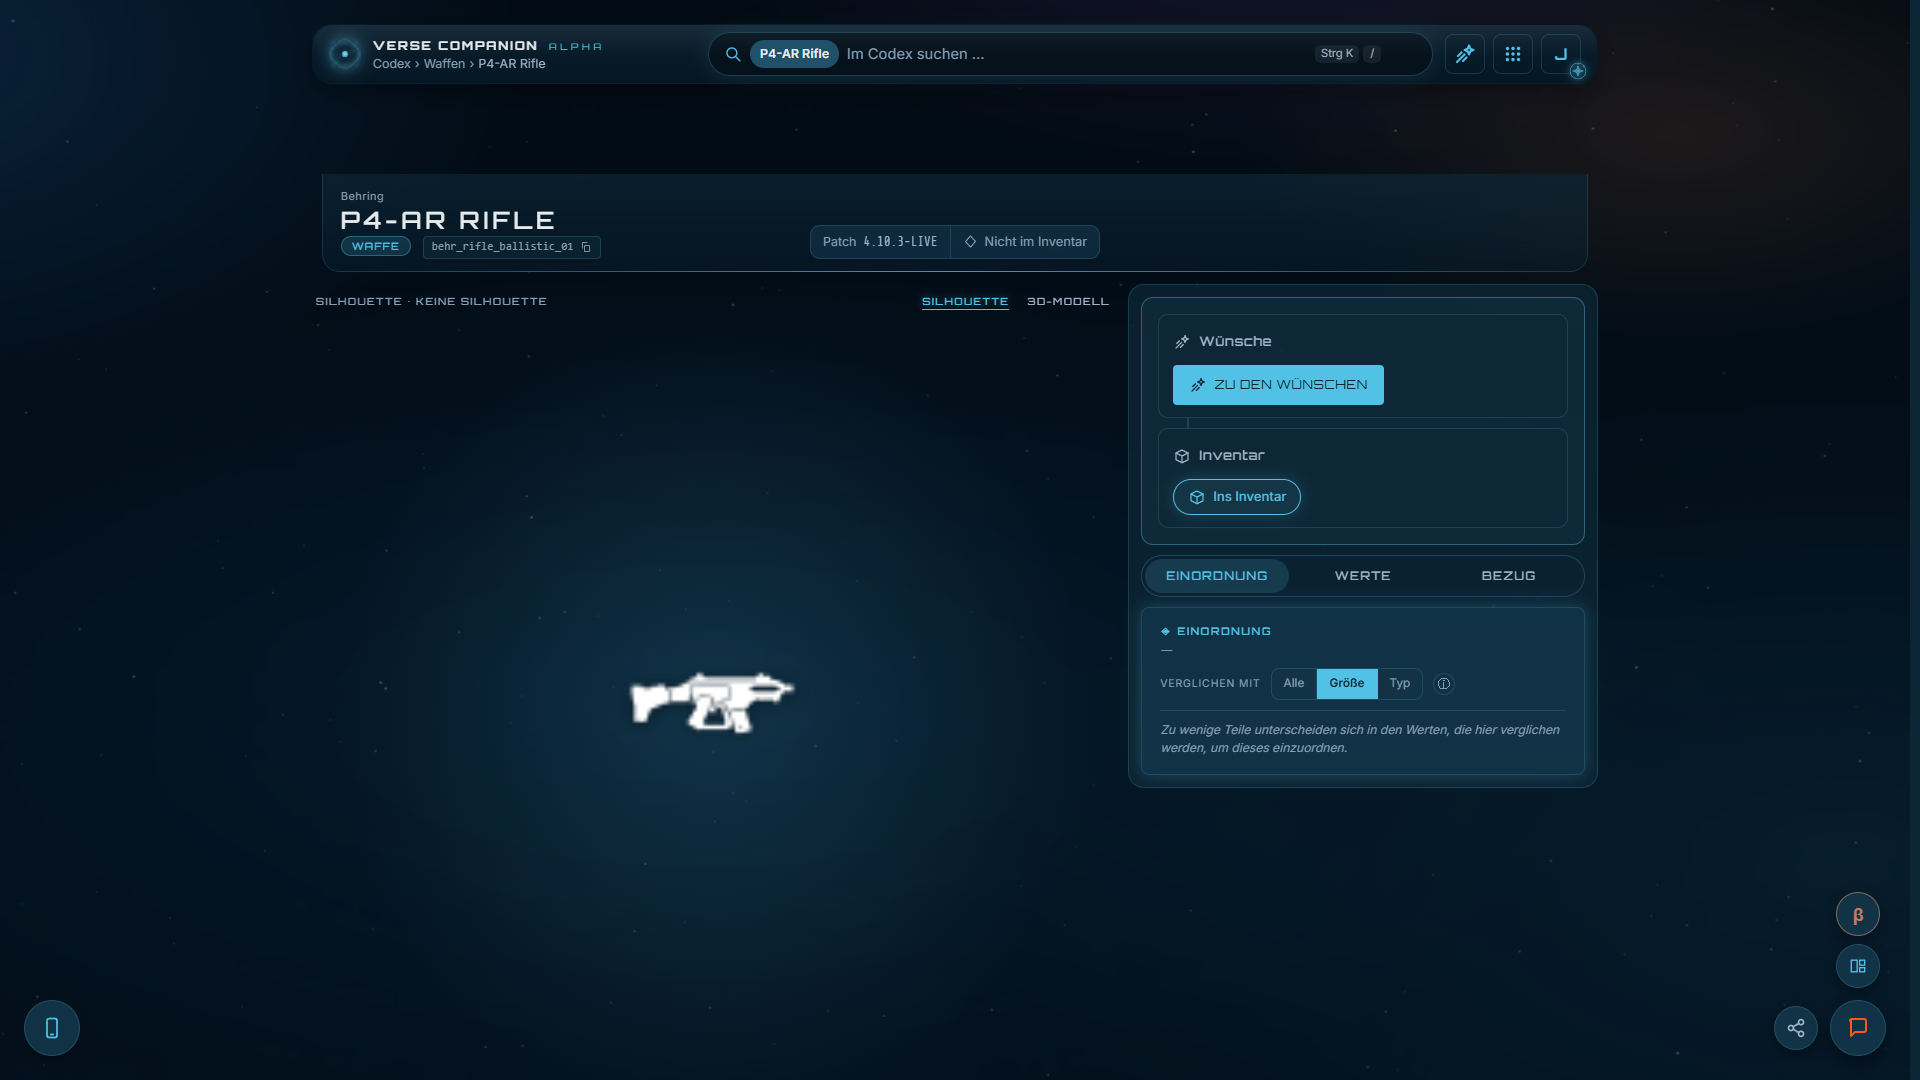 VERSE COMPANION ALPHA
Codex › Waffen › P4-AR Rifle
P4-AR Rifle Im Codex suchen ... Strg K /
Behring
P4-AR RIFLE
WAFFE behr_rifle_ballistic_01
Patch 4.10.3-LIVE Nicht im Inventar
SILHOUETTE · KEINE SILHOUETTE
SILHOUETTE 3D-MODELL
Wünsche
ZU DEN WÜNSCHEN
Inventar
Ins Inventar
EINORDNUNG WERTE BEZUG
EINORDNUNG
—
VERGLICHEN MIT Alle Größe Typ
Zu wenige Teile unterscheiden sich in den Werten, die hier verglichen
werden, um dieses einzuordnen.
β